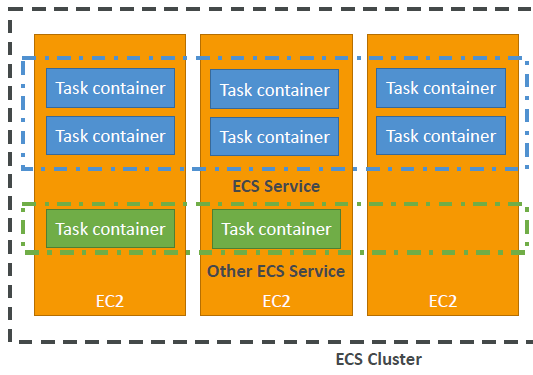 Task container
Task container
Task container
Task container
Task container
Task container
ECS Service
Task container
Task container
Other ECS Service
EC2
EC2
EC2
ECS Cluster